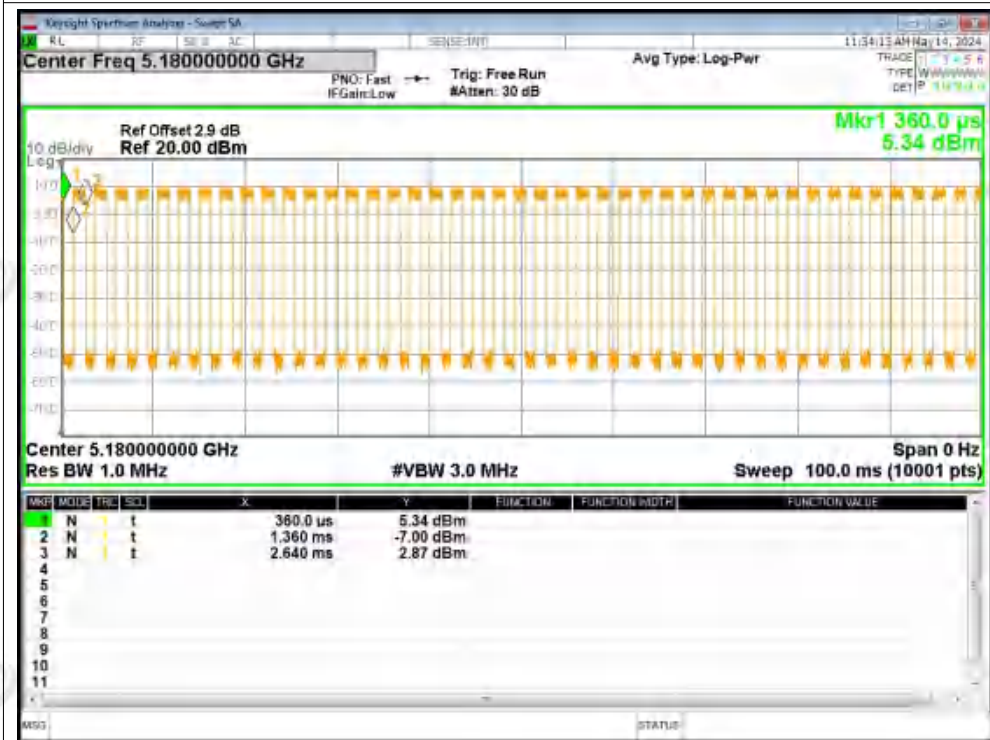 Keysight Spectrum Analyzer - Swept SA
RL RF AC SENSE:INT 11:54:15 AM May 14, 2024
Center Freq 5.180000000 GHz Avg Type: Log-Pwr TRACE
PNO: Fast Trig: Free Run TYPE
IFGain:Low #Atten: 30 dB DET P
Mkr1 360.0 µs
Ref Offset 2.9 dB
10 dB/div Ref 20.00 dBm 5.34 dBm
Log
1 3
2
Center 5.180000000 GHz Span 0 Hz
Res BW 1.0 MHz #VBW 3.0 MHz Sweep 100.0 ms (10001 pts)
MKR MODE TRC SCL X Y FUNCTION FUNCTION WIDTH FUNCTION VALUE
1 N 1 t 360.0 µs 5.34 dBm
2 N 1 t 1.360 ms -7.00 dBm
3 N 1 t 2.640 ms 2.87 dBm
4
5
6
7
8
9
10
11
MSG STATUS